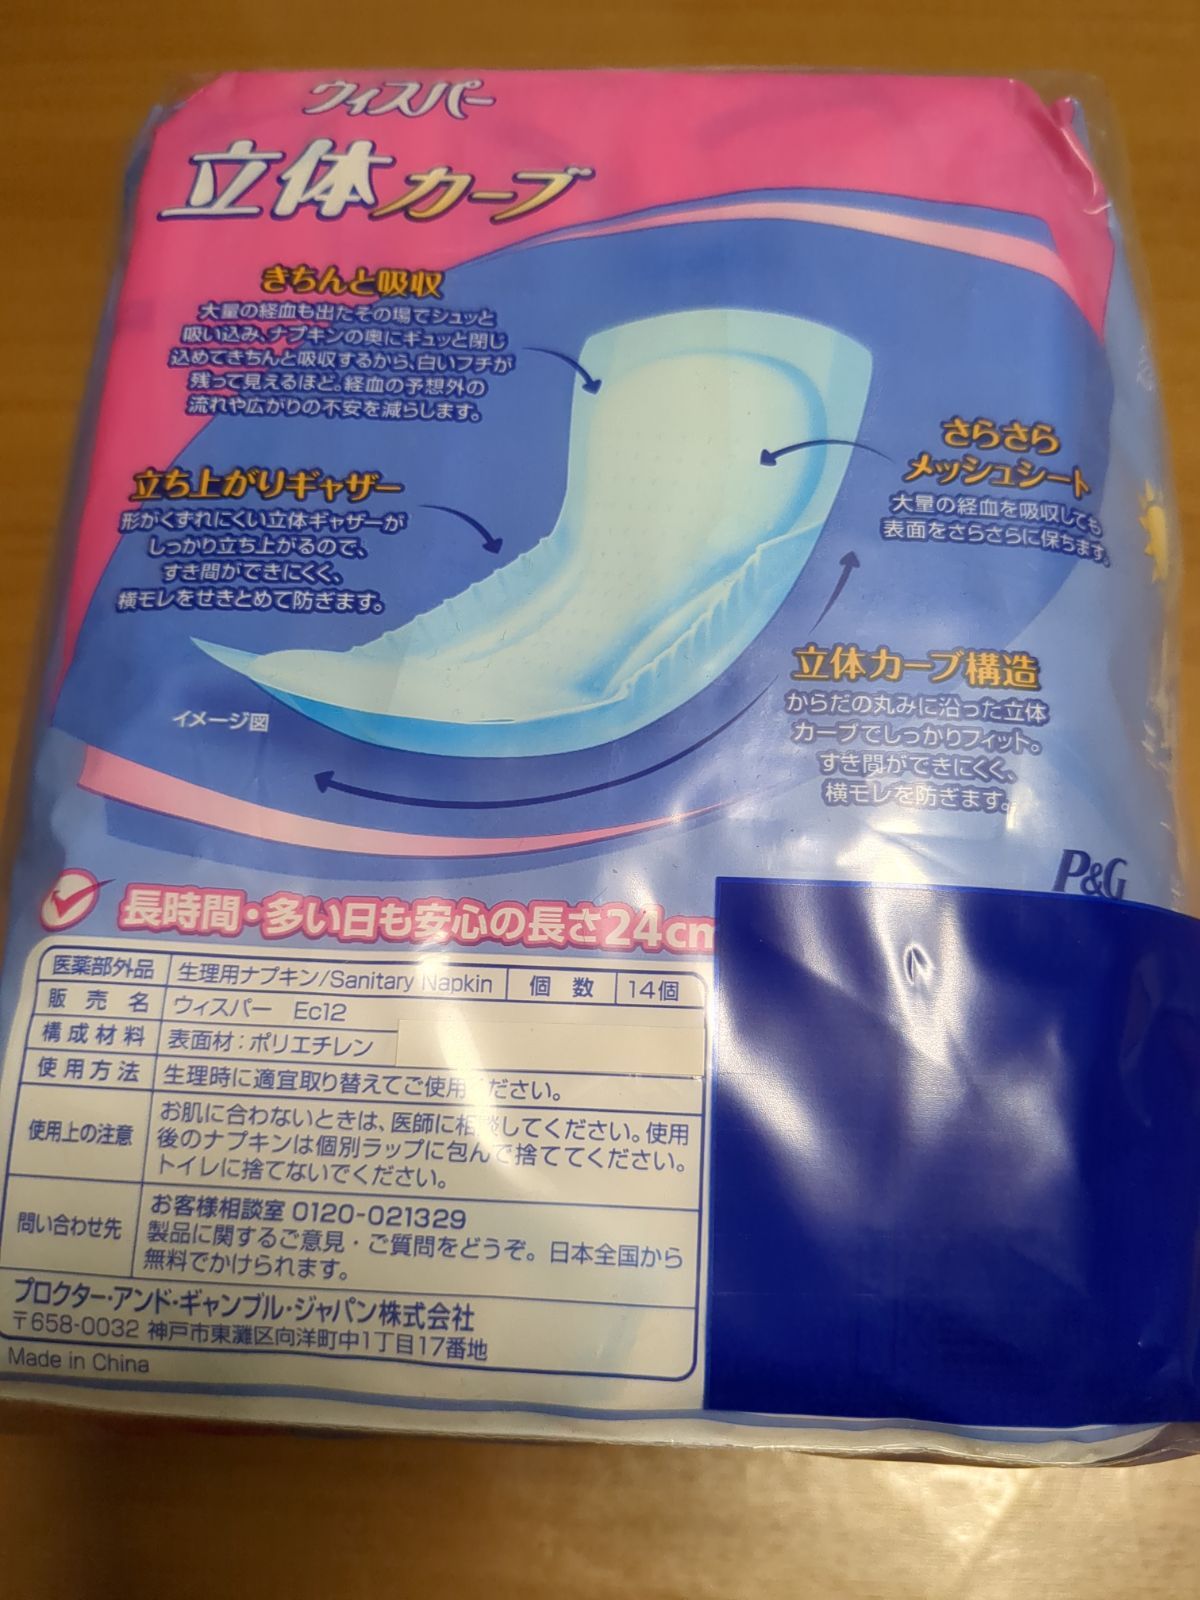 ウィスパー
立体カーブ
きちんと吸収
大量の経血も出たその場でシュッと
吸い込み、ナプキンの奥にギュッと閉じ
込めてきちんと吸収するから、白いフチが
残って見えるほど。経血の予想外の
流れや広がりの不安を減らします。
立ち上がりギャザー
形がくずれにくい立体ギャザーが
しっかり立ち上がるので、
すき間ができにくく、
横モレをせきとめて防ぎます。
さらさら
メッシュシート
大量の経血を吸収しても
表面をさらさらに保ちます。
立体カーブ構造
からだの丸みに沿った立体
カーブでしっかりフィット。
すき間ができにくく、
横モレを防ぎます。
イメージ図
P&G
長時間・多い日も安心の長さ24cm
医薬部外品 生理用ナプキン/Sanitary Napkin 個数 14個
販売名 ウィスパー Ec12
構成材料 表面材：ポリエチレン
使用方法 生理時に適宜取り替えてご使用ください。
使用上の注意 お肌に合わないときは、医師に相談してください。使用
後のナプキンは個別ラップに包んで捨ててください。
トイレに捨てないでください。
問い合わせ先 お客様相談室 0120-021329
製品に関するご意見・ご質問をどうぞ。日本全国から
無料でかけられます。
プロクター・アンド・ギャンブル・ジャパン株式会社
〒658-0032 神戸市東灘区向洋町中1丁目17番地
Made in China